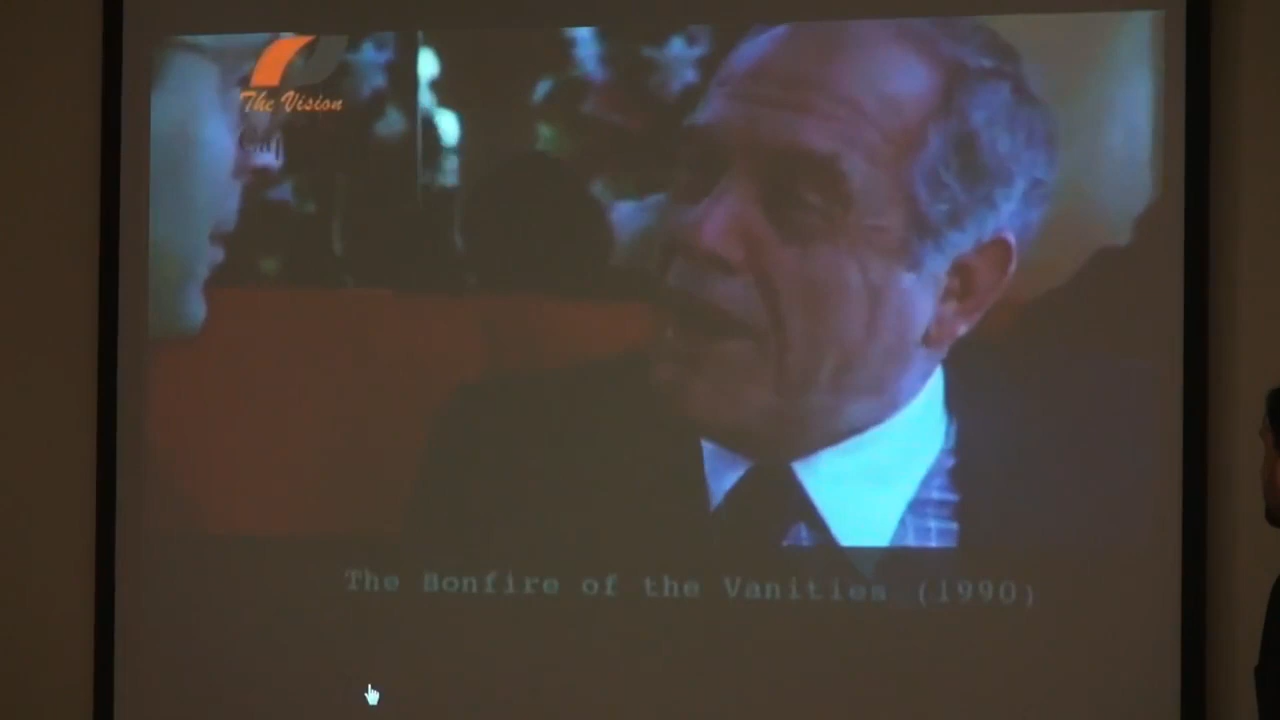 The Vision
The Bonfire of the Vanities (1990)